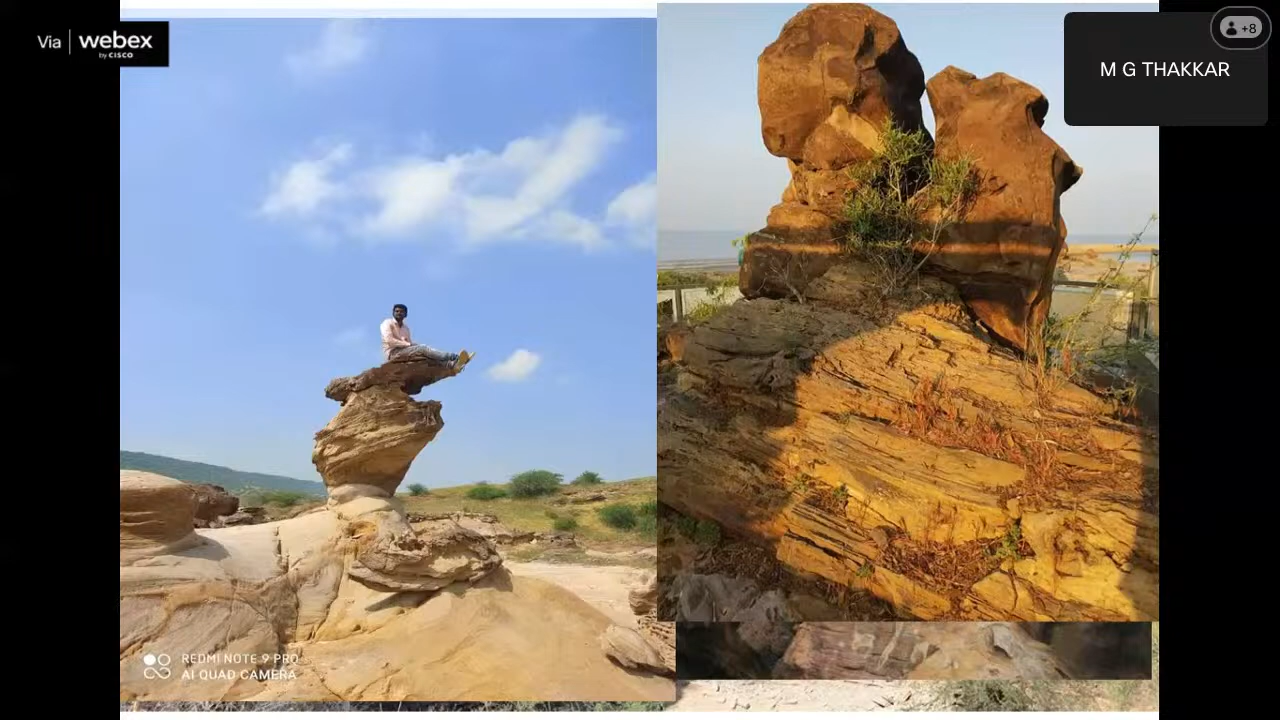 Via webex
by CISCO
+8
M G THAKKAR
REDMI NOTE 9 PRO
AI QUAD CAMERA